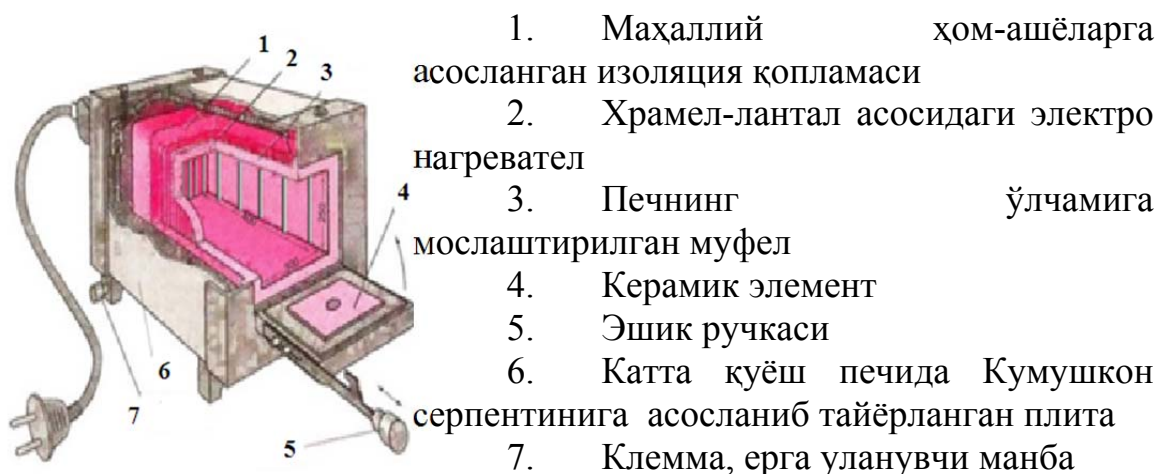 1. Маҳаллий ҳом-ашёларга
асосланган изоляция қопламаси
2. Храмел-лантал асосидаги электро
нагревател
3. Печнинг ўлчамига
мослаштирилган муфел
4. Керамик элемент
5. Эшик ручкаси
6. Катта қуёш печида Кумушкон
серпентинига асосланиб тайёрланган плита
7. Клемма, ерга уланувчи манба
1
2
3
4
6
7
5